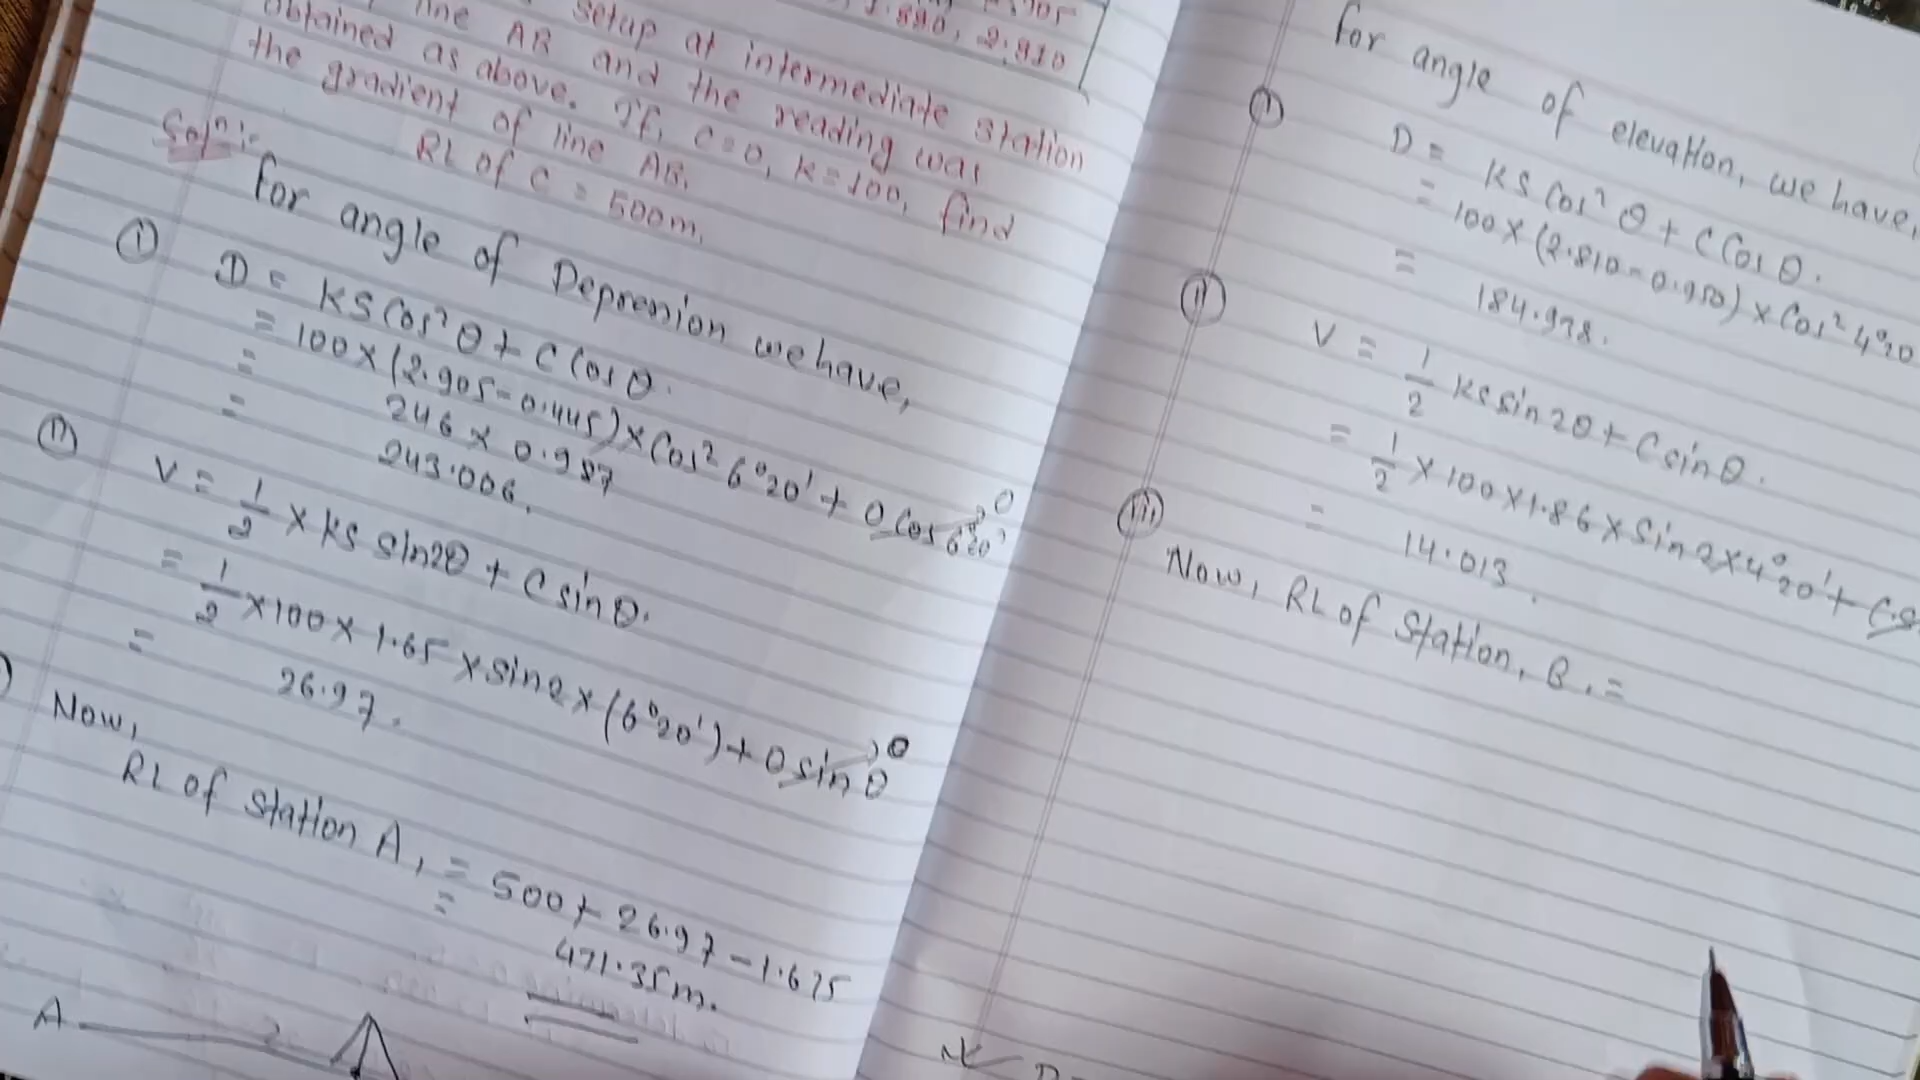 1.880, 2.810
setup at intermediate station
line AB and the reading was
obtained as above. If, C=0, K=100, find
the gradient of line AB.
RL of C = 500m.
Soln:-
For angle of Depression we have,
(i) D = KS Cos² θ + C Cos θ.
= 100 x (2.905 - 0.445) x Cos² 6°20' + 0 Cos 6°20' 0
= 246 x 0.987
= 243.006.
(ii) V = 1/2 x KS Sin2θ + C Sin θ.
= 1/2 x 100 x 1.65 x Sin2 x (6°20') + 0 sin θ 0
= 26.97.
Now,
RL of Station A, = 500 + 26.97 - 1.675
= 471.35m.
A
For angle of elevation, we have,
(i) D = KS Cos² θ + C Cos θ.
= 100 x (2.810 - 0.950) x Cos² 4°20
= 184.938.
(ii) V = 1/2 KS Sin 2θ + C Sin θ.
= 1/2 x 100 x 1.86 x Sin 2 x 4°20' + C.S
= 14.013.
(iii) Now, RL of Station, B, =